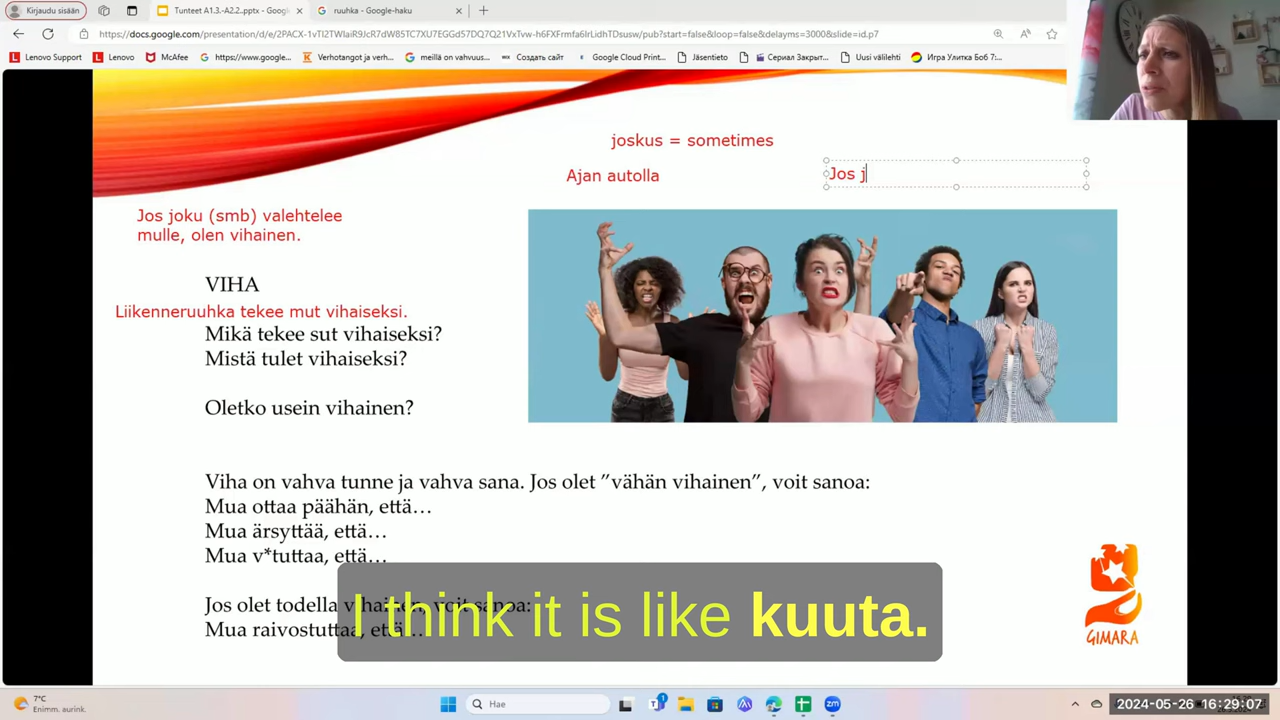 Kirjaudu sisään
Tunteet A1.3.-A2.2..pptx - Googl
ruuhka - Google-haku
https://docs.google.com/presentation/d/e/2PACX-1vTI2TWlaiR9JcR7dW85TC7XU7EGGd57DQ7Q21VxTvw-h6FXFrmfa6lrLidhTDsusw/pub?start=false&loop=false&delayms=3000&slide=id.p7
Lenovo Support
Lenovo
McAfee
https://www.google...
Verhotangot ja verh...
meillä on vahvuus...
Создать сайт
Google Cloud Print...
Jäsentieto
Сериал Закрыт...
Uusi välilehti
Игра Улитка Боб 7:...
joskus = sometimes
Ajan autolla
Jos j
Jos joku (smb) valehtelee
mulle, olen vihainen.
VIHA
Liikenneruuhka tekee mut vihaiseksi.
Mikä tekee sut vihaiseksi?
Mistä tulet vihaiseksi?
Oletko usein vihainen?
Viha on vahva tunne ja vahva sana. Jos olet ”vähän vihainen”, voit sanoa:
Mua ottaa päähän, että…
Mua ärsyttää, että…
Mua v*tuttaa, että…
Jos olet todella vihainen, voit sanoa:
Mua raivostuttaa, että…
I think it is like kuuta.
GIMARA
7°C
Enimm. aurink.
Hae
2024-05-26 16:29:07